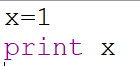 x=1
print x